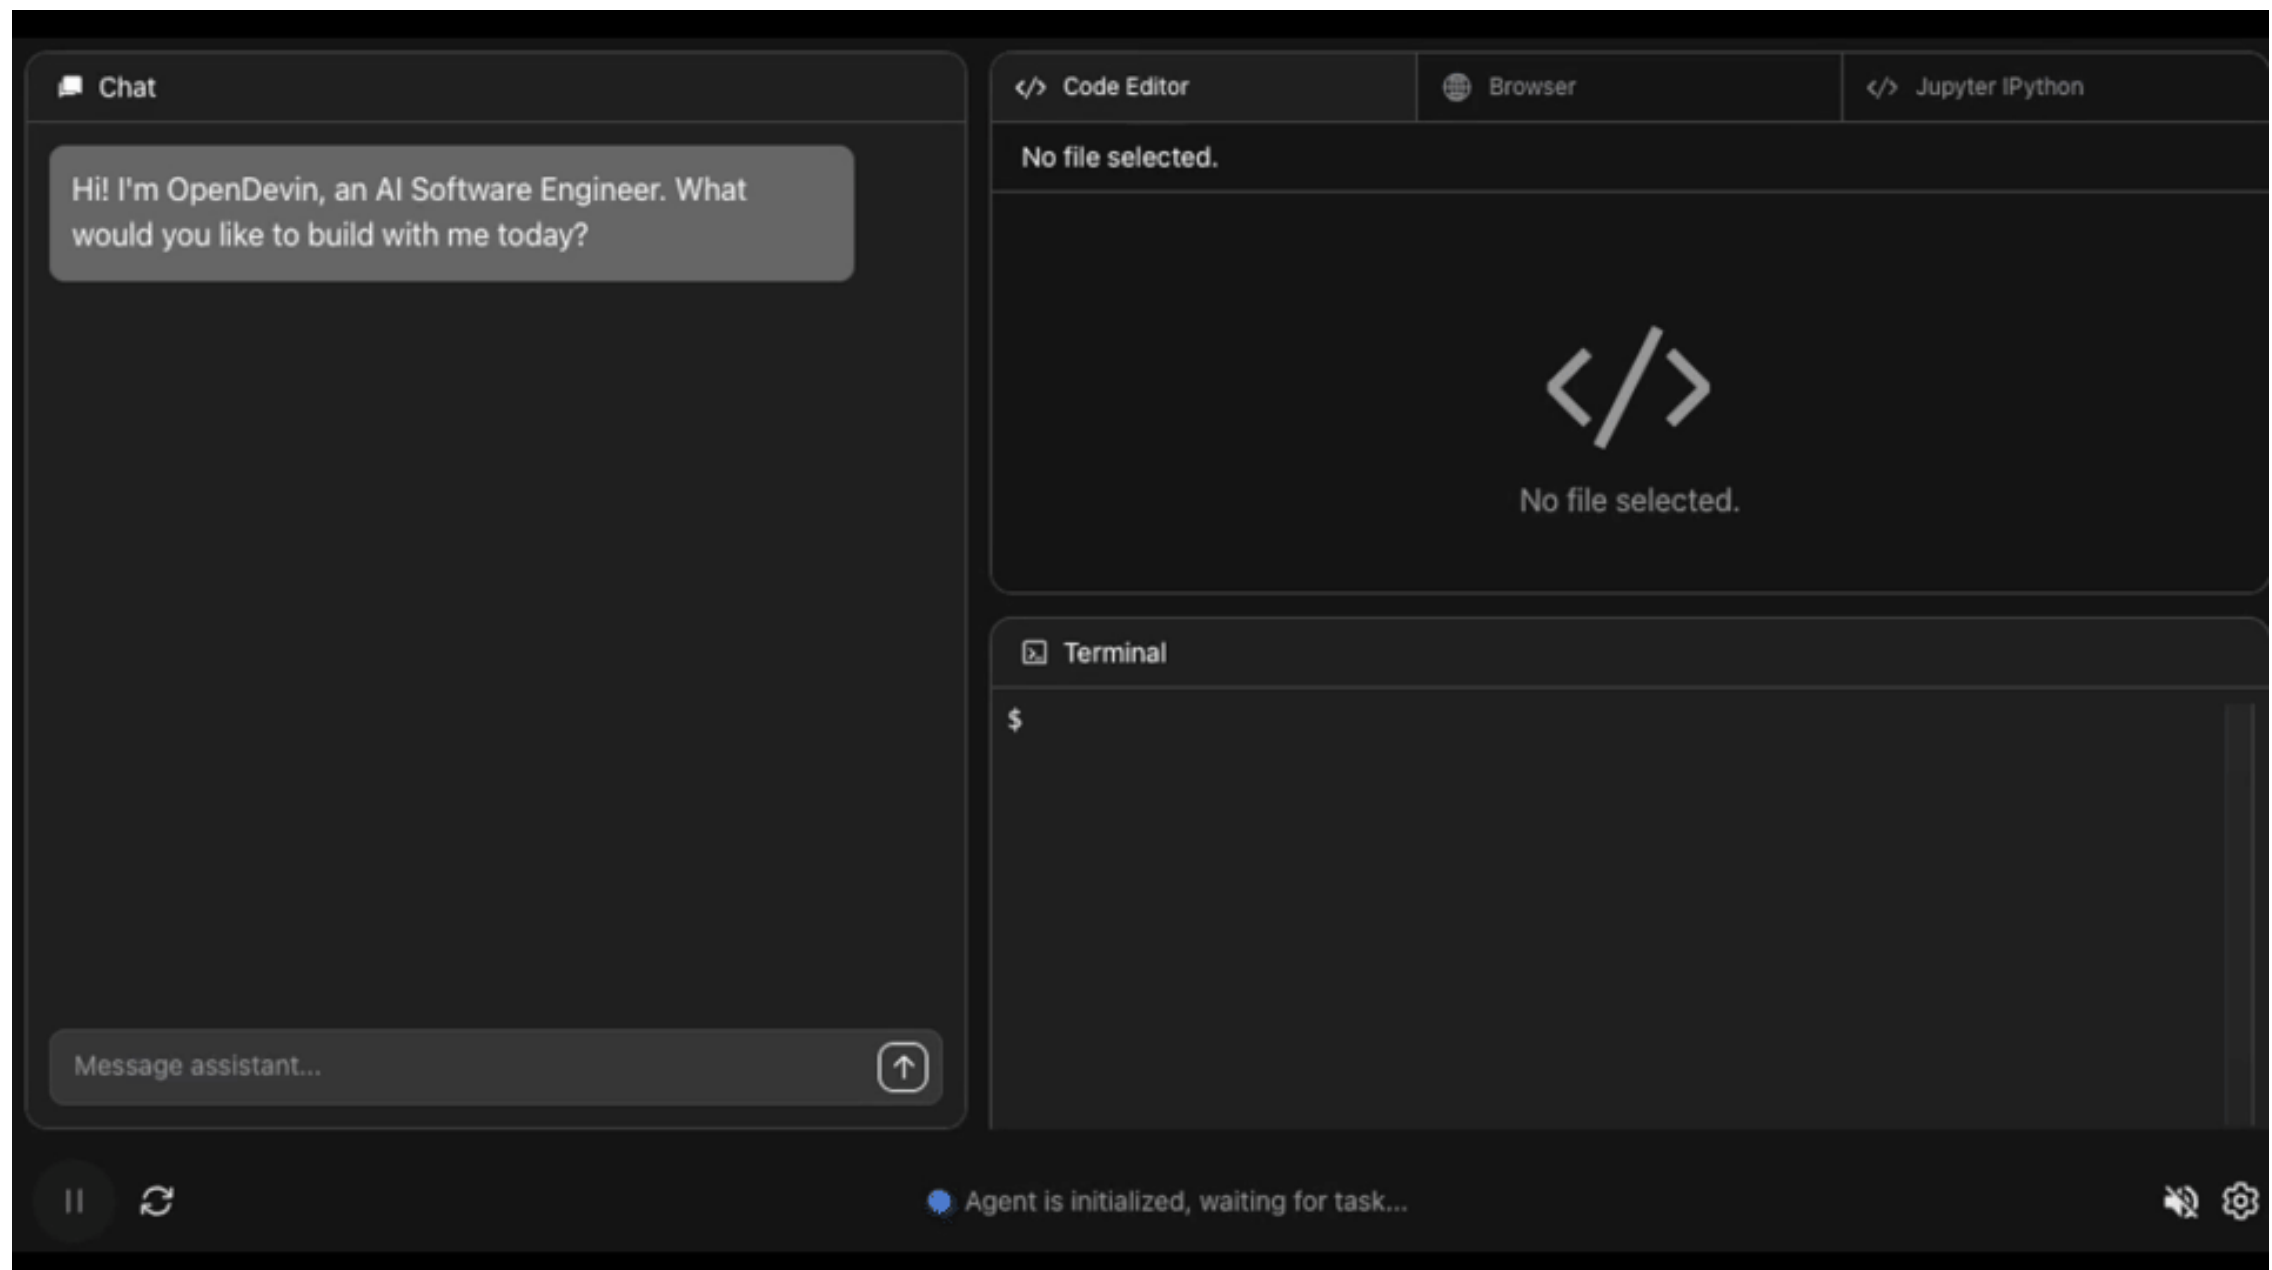 Chat
Hi! I'm OpenDevin, an AI Software Engineer. What
would you like to build with me today?
Message assistant...
</> Code Editor
Browser
</> Jupyter IPython
No file selected.
</>
No file selected.
Terminal
$
Agent is initialized, waiting for task...